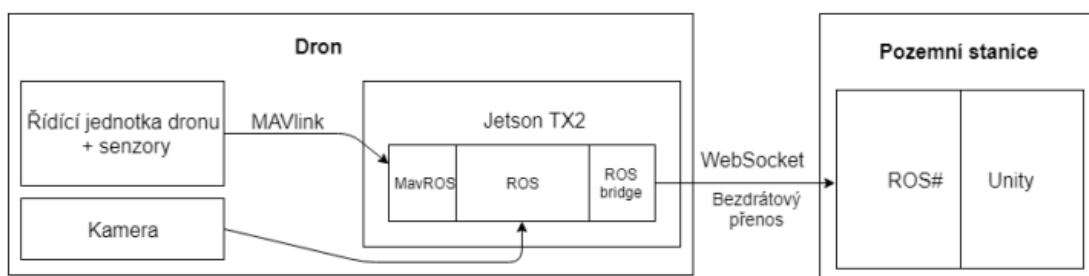 Dron
Řídící jednotka dronu
+ senzory
MAVlink
Jetson TX2
MavROS
ROS
ROS
bridge
Kamera
WebSocket
Bezdrátový
přenos
Pozemní stanice
ROS#
Unity